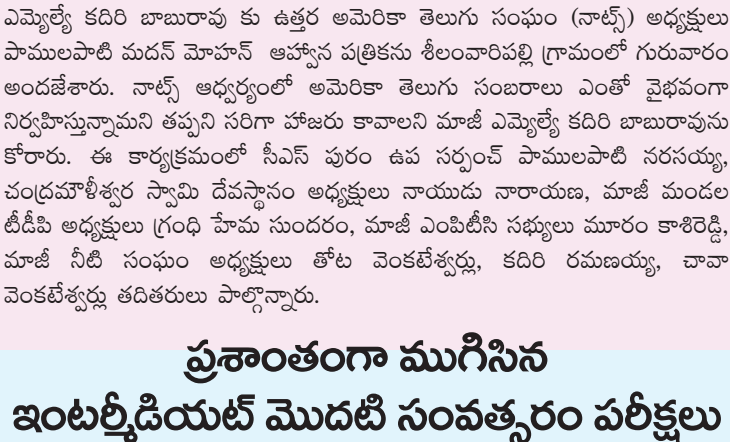 ఎమ్మెల్యే కదిరి బాబురావు కు ఉత్తర అమెరికా తెలుగు సంఘం (నాట్స్) అధ్యక్షులు
పాములపాటి మదన్ మోహన్ ఆహ్వాన పత్రికను శీలంవారిపల్లి గ్రామంలో గురువారం
అందజేశారు. నాట్స్ ఆధ్వర్యంలో అమెరికా తెలుగు సంబరాలు ఎంతో వైభవంగా
నిర్వహిస్తున్నామని తప్పని సరిగా హాజరు కావాలని మాజీ ఎమ్మెల్యే కదిరి బాబురావును
కోరారు. ఈ కార్యక్రమంలో సీఎస్ పురం ఉప సర్పంచ్ పాములపాటి నరసయ్య,
చంద్రమౌళీశ్వర స్వామి దేవస్థానం అధ్యక్షులు నాయుడు నారాయణ, మాజీ మండల
టీడీపి అధ్యక్షులు గ్రంధి హేమ సుందరం, మాజీ ఎంపిటీసి సభ్యులు మూరం కాశిరెడ్డి,
మాజీ నీటి సంఘం అధ్యక్షులు తోట వెంకటేశ్వర్లు, కదిరి రమణయ్య, చావా
వెంకటేశ్వర్లు తదితరులు పాల్గొన్నారు.
ప్రశాంతంగా ముగిసిన
ఇంటర్మీడియట్ మొదటి సంవత్సరం పరీక్షలు